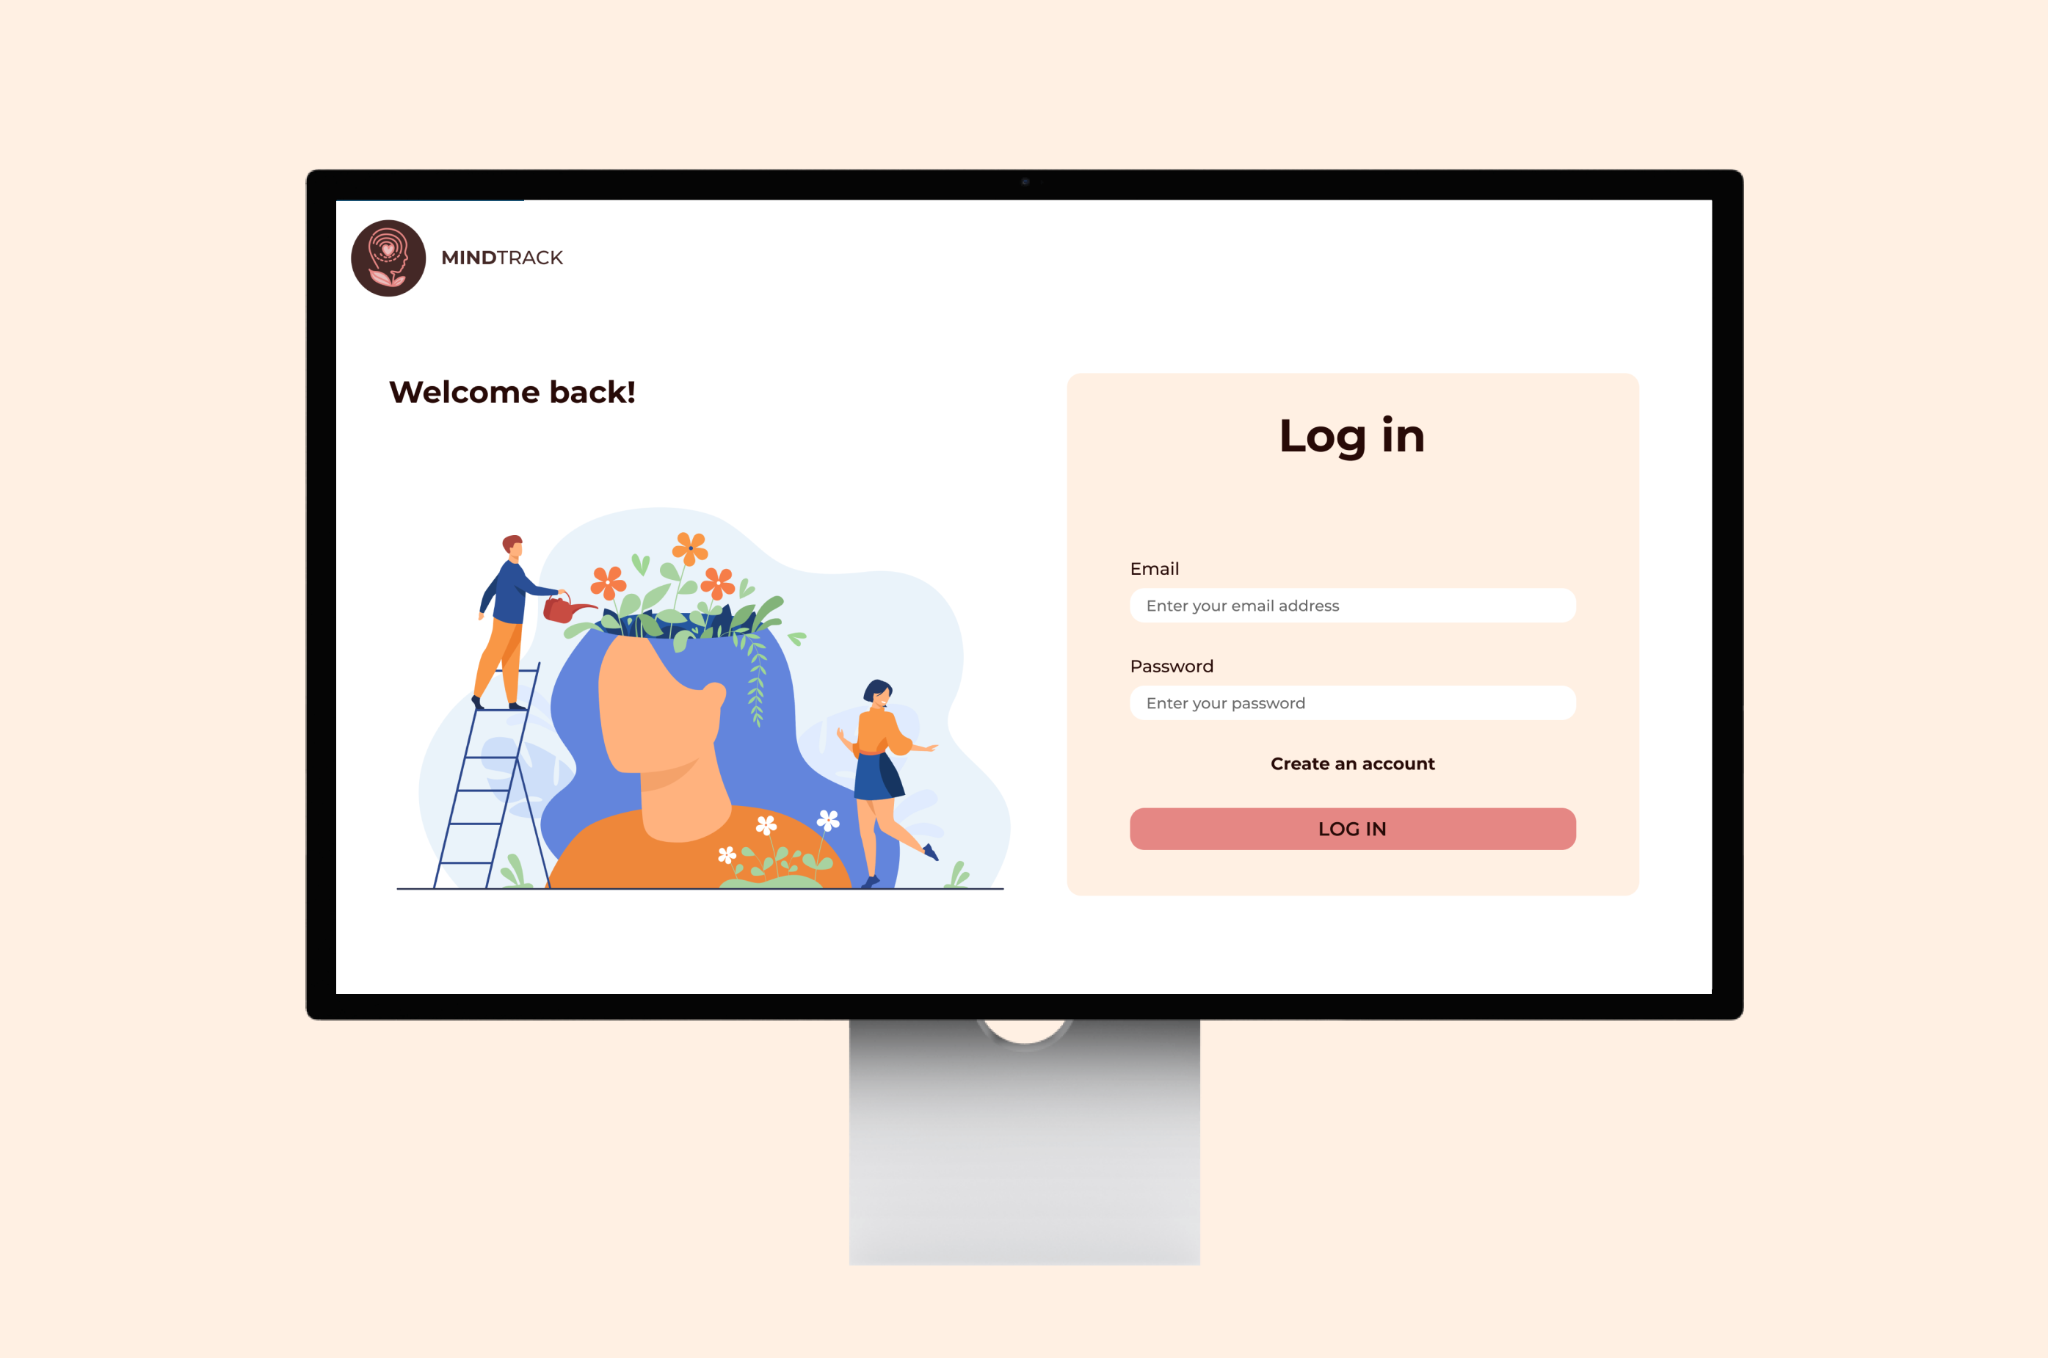 MINDTRACK
Welcome back!
Log in
Email
Enter your email address
Password
Enter your password
Create an account
LOG IN